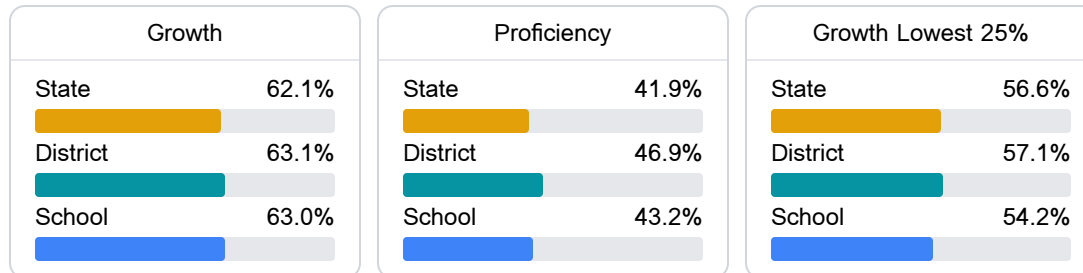 Growth
State 62.1%
District 63.1%
School 63.0%
Proficiency
State 41.9%
District 46.9%
School 43.2%
Growth Lowest 25%
State 56.6%
District 57.1%
School 54.2%